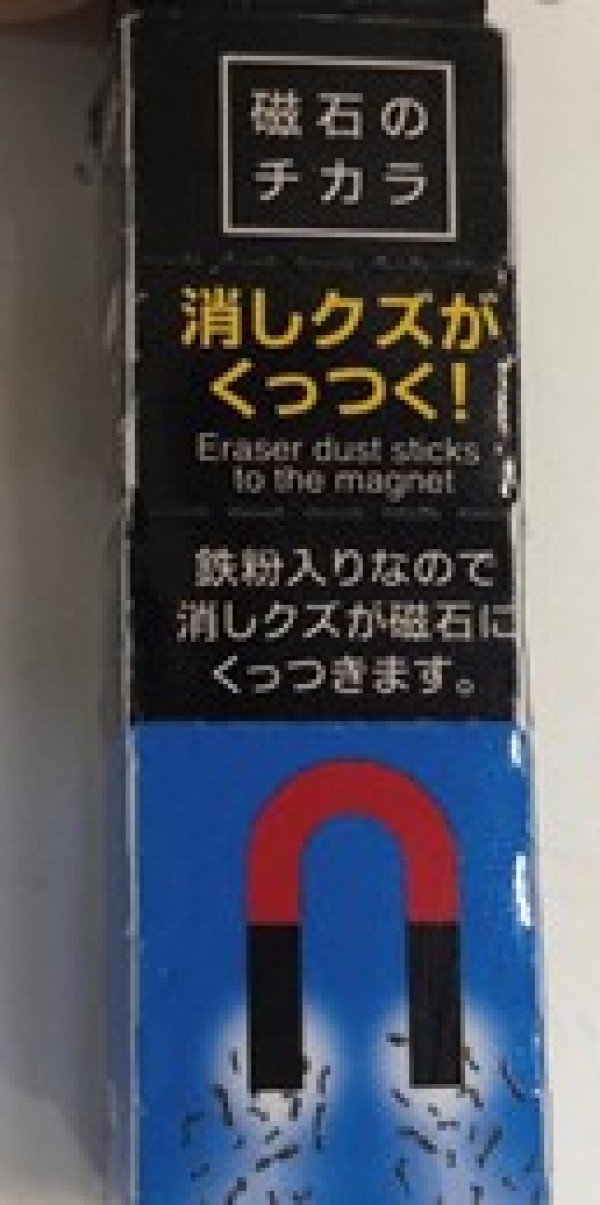 磁石の
チカラ
消しクズが
くっつく!
Eraser dust sticks
to the magnet
鉄粉入りなので
消しクズが磁石に
くっつきます。